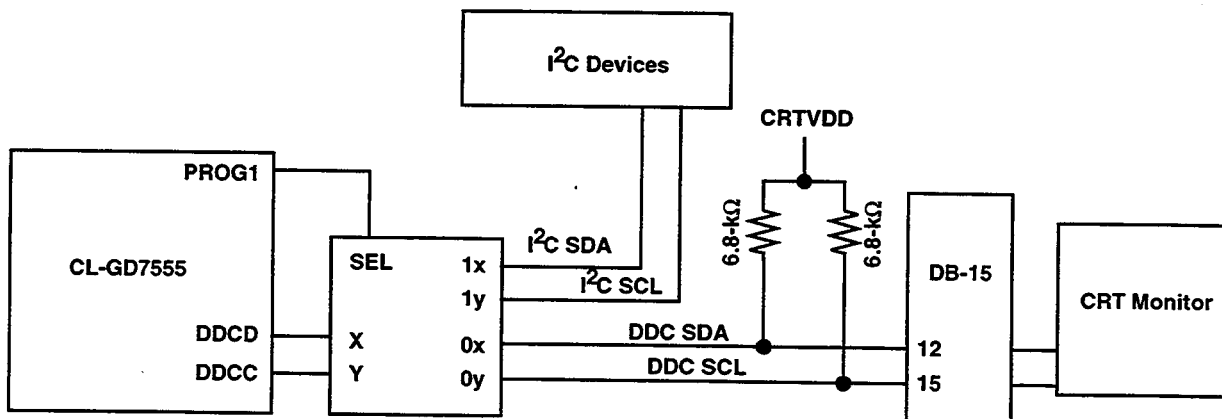 I²C Devices
CRTVDD
PROG1
6.8-kΩ
6.8-kΩ
I²C SDA
CL-GD7555
SEL
1x
DB-15
I²C SCL
1y
CRT Monitor
DDCD
X
0x
DDC SDA
12
DDCC
Y
0y
DDC SCL
15